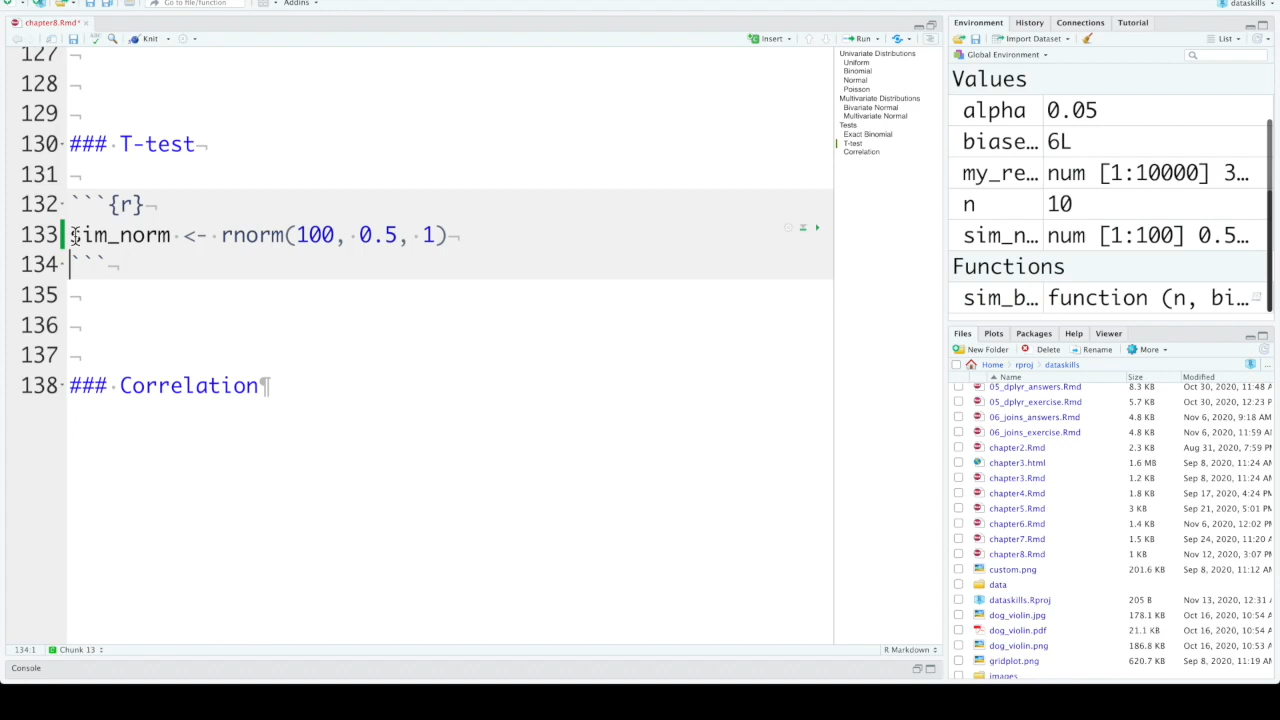 Go to file/function
Addins
dataskills
chapter8.Rmd*
Knit
Insert
Run
127
128
129
130 ### T-test
131
132 ```{r}
133 sim_norm <- rnorm(100, 0.5, 1)
134 ```
135
136
137
138 ### Correlation
Univariate Distributions
Uniform
Binomial
Normal
Poisson
Multivariate Distributions
Bivariate Normal
Multivariate Normal
Tests
Exact Binomial
T-test
Correlation
134:1 Chunk 13 R Markdown
Console
Environment History Connections Tutorial
Import Dataset List
Global Environment
Values
alpha 0.05
biase… 6L
my_re… num [1:10000] 3…
n 10
sim_n… num [1:100] 0.5…
Functions
sim_b… function (n, bi…
Files Plots Packages Help Viewer
New Folder Delete Rename More
Home rproj dataskills
Name Size Modified
05_dplyr_answers.Rmd 8.3 KB Oct 30, 2020, 11:48 A
05_dplyr_exercise.Rmd 5.7 KB Oct 30, 2020, 12:23 P
06_joins_answers.Rmd 4.8 KB Nov 6, 2020, 9:18 AM
06_joins_exercise.Rmd 4.8 KB Nov 6, 2020, 11:59 A
chapter2.Rmd 2.3 KB Aug 31, 2020, 7:59 P
chapter3.html 1.6 MB Sep 8, 2020, 11:24 A
chapter3.Rmd 1.2 KB Sep 8, 2020, 11:24 A
chapter4.Rmd 1.8 KB Sep 17, 2020, 4:24 P
chapter5.Rmd 3 KB Sep 21, 2020, 5:01 P
chapter6.Rmd 1.4 KB Nov 6, 2020, 12:02 P
chapter7.Rmd 1.5 KB Sep 24, 2020, 11:20
chapter8.Rmd 1 KB Nov 12, 2020, 3:07 P
custom.png 201.6 KB Sep 8, 2020, 11:12 A
data
dataskills.Rproj 205 B Nov 13, 2020, 12:31
dog_violin.jpg 178.1 KB Oct 16, 2020, 10:54
dog_violin.pdf 21.1 KB Oct 16, 2020, 10:54
dog_violin.png 186.8 KB Oct 16, 2020, 10:53
gridplot.png 620.7 KB Sep 8, 2020, 11:19 A
images